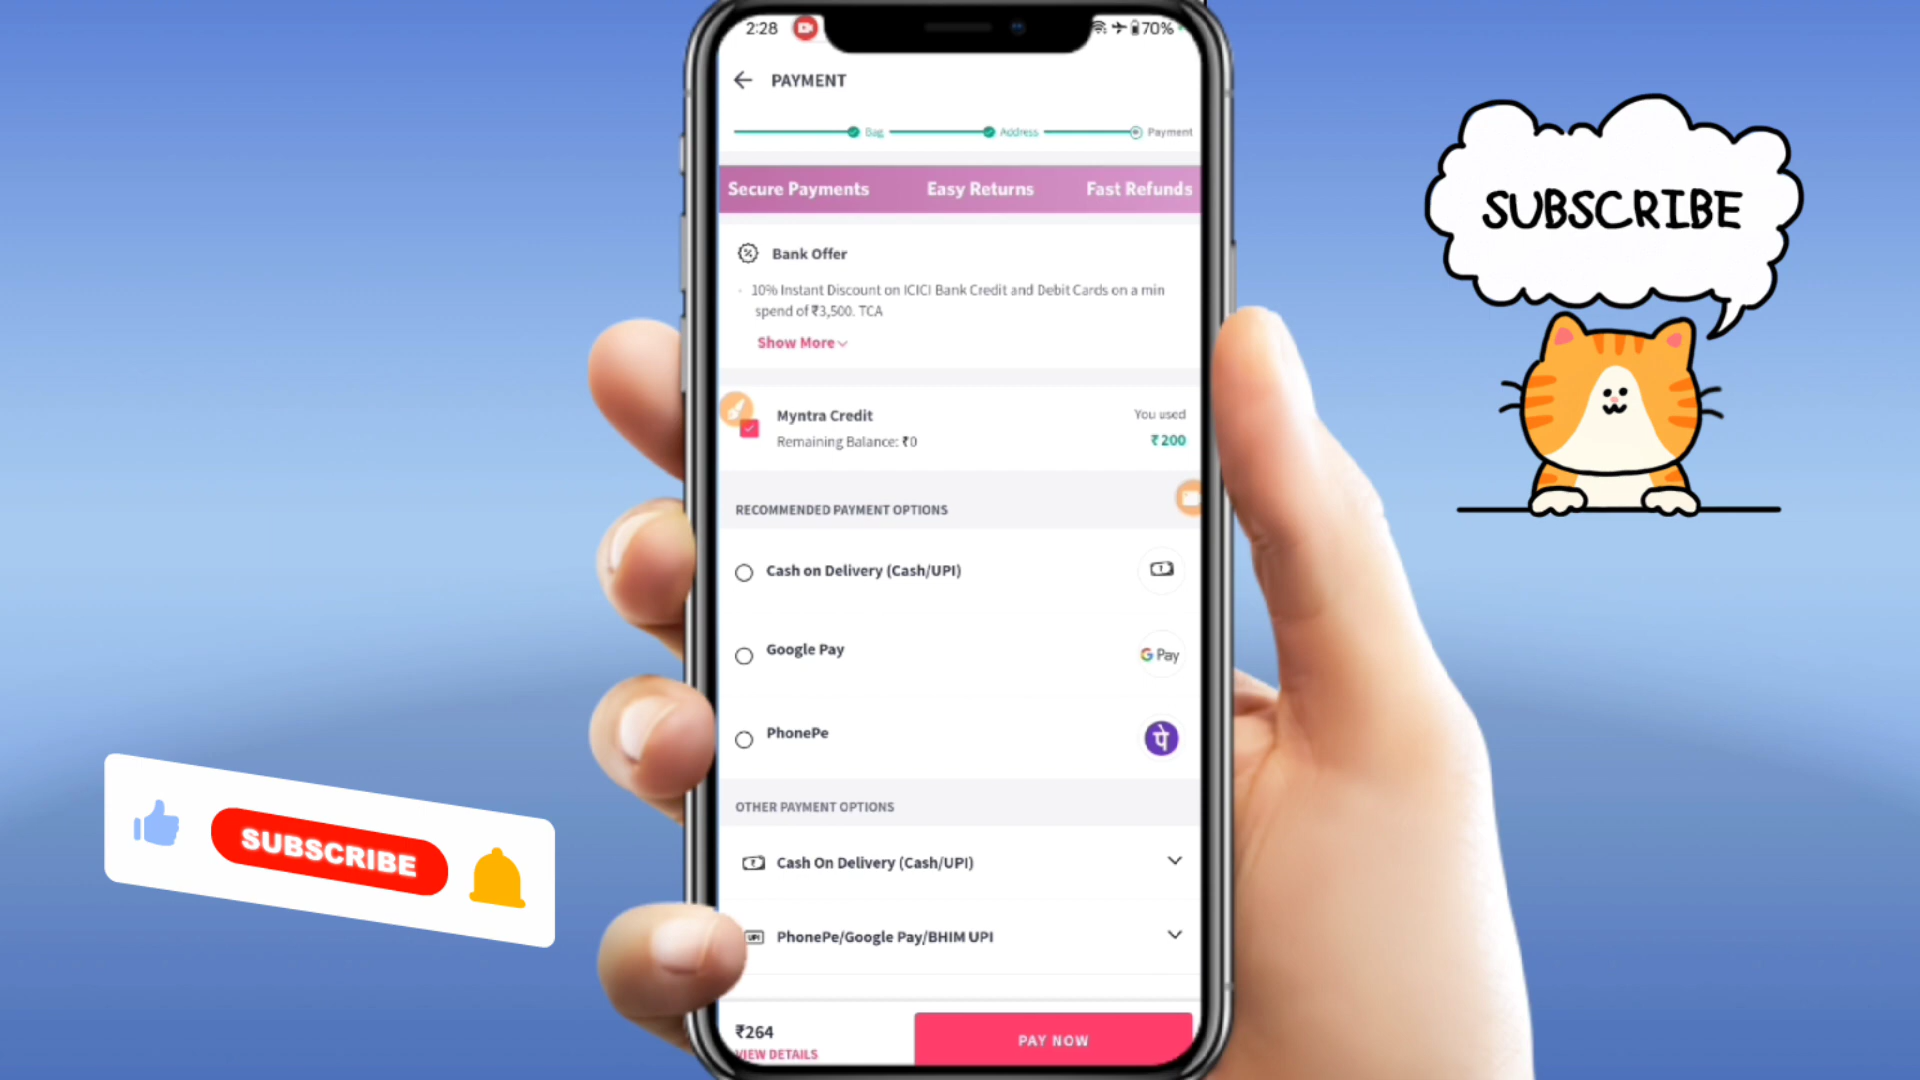 2:28
70%
PAYMENT
Bag
Address
Payment
Secure Payments
Easy Returns
Fast Refunds
Bank Offer
10% Instant Discount on ICICI Bank Credit and Debit Cards on a min
spend of ₹3,500. TCA
Show More
Myntra Credit
You used
Remaining Balance: ₹0
₹200
RECOMMENDED PAYMENT OPTIONS
Cash on Delivery (Cash/UPI)
Google Pay
G Pay
PhonePe
पे
OTHER PAYMENT OPTIONS
Cash On Delivery (Cash/UPI)
UPI
PhonePe/Google Pay/BHIM UPI
₹264
VIEW DETAILS
PAY NOW
SUBSCRIBE
SUBSCRIBE